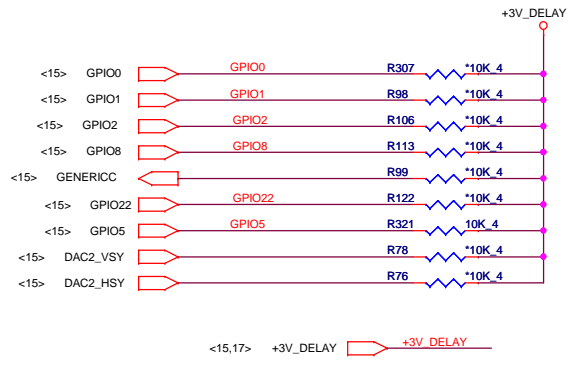 +3V_DELAY
<15> GPIO0 GPIO0 R307 *10K_4
<15> GPIO1 GPIO1 R98 *10K_4
<15> GPIO2 GPIO2 R106 *10K_4
<15> GPIO8 GPIO8 R113 *10K_4
<15> GENERICC R99 *10K_4
<15> GPIO22 GPIO22 R122 *10K_4
<15> GPIO5 GPIO5 R321 10K_4
<15> DAC2_VSY R78 *10K_4
<15> DAC2_HSY R76 *10K_4
<15,17> +3V_DELAY +3V_DELAY